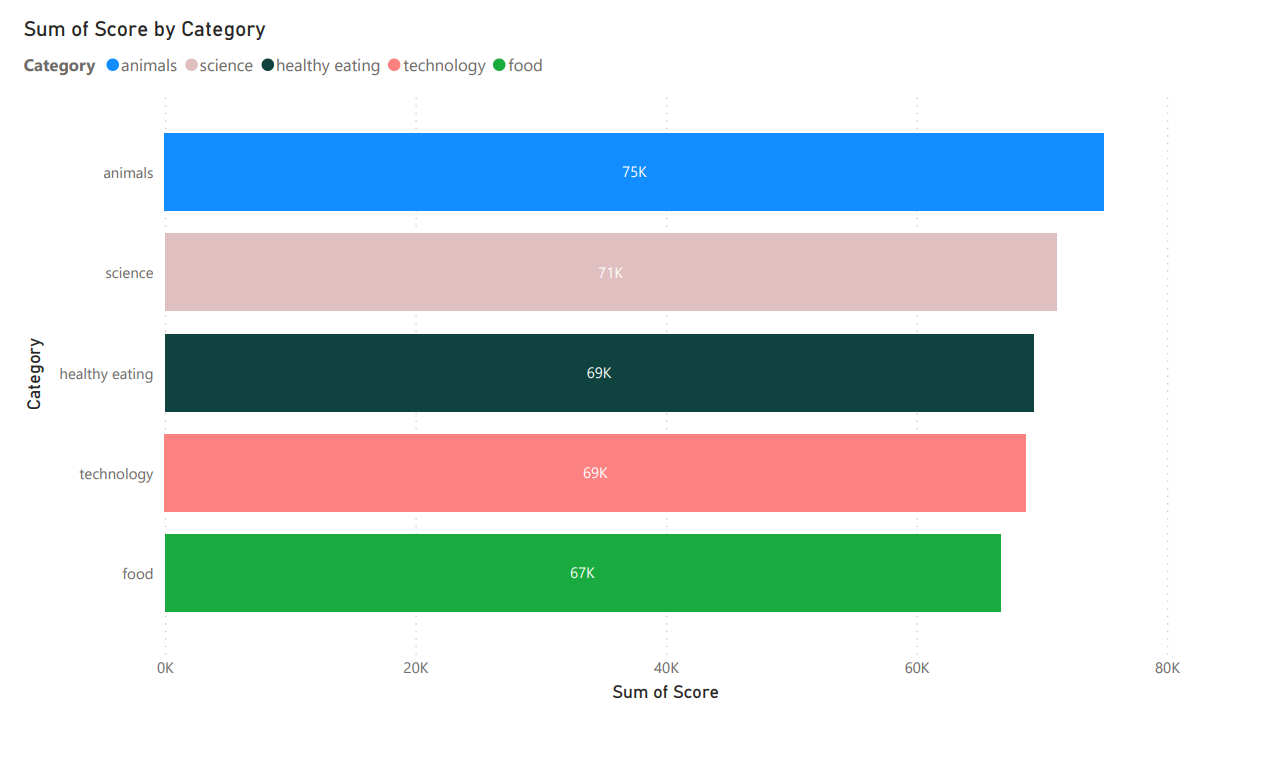 Sum of Score by Category
Category animals science healthy eating technology food
animals 75K
science 71K
healthy eating 69K
technology 69K
food 67K
Category
0K 20K 40K 60K 80K
Sum of Score